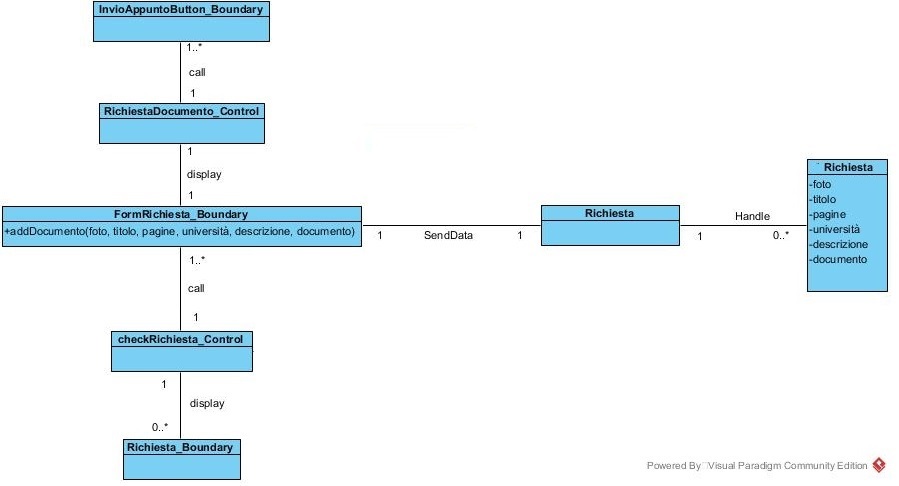 InvioAppuntoButton_Boundary
1..*
call
1
RichiestaDocumento_Control
1
display
1
FormRichiesta_Boundary
+addDocumento(foto, titolo, pagine, università, descrizione, documento)
1
SendData
1
Richiesta
1
Handle
0..*
Richiesta
-foto
-titolo
-pagine
-università
-descrizione
-documento
1..*
call
1
checkRichiesta_Control
1
display
0..*
Richiesta_Boundary
Powered By Visual Paradigm Community Edition